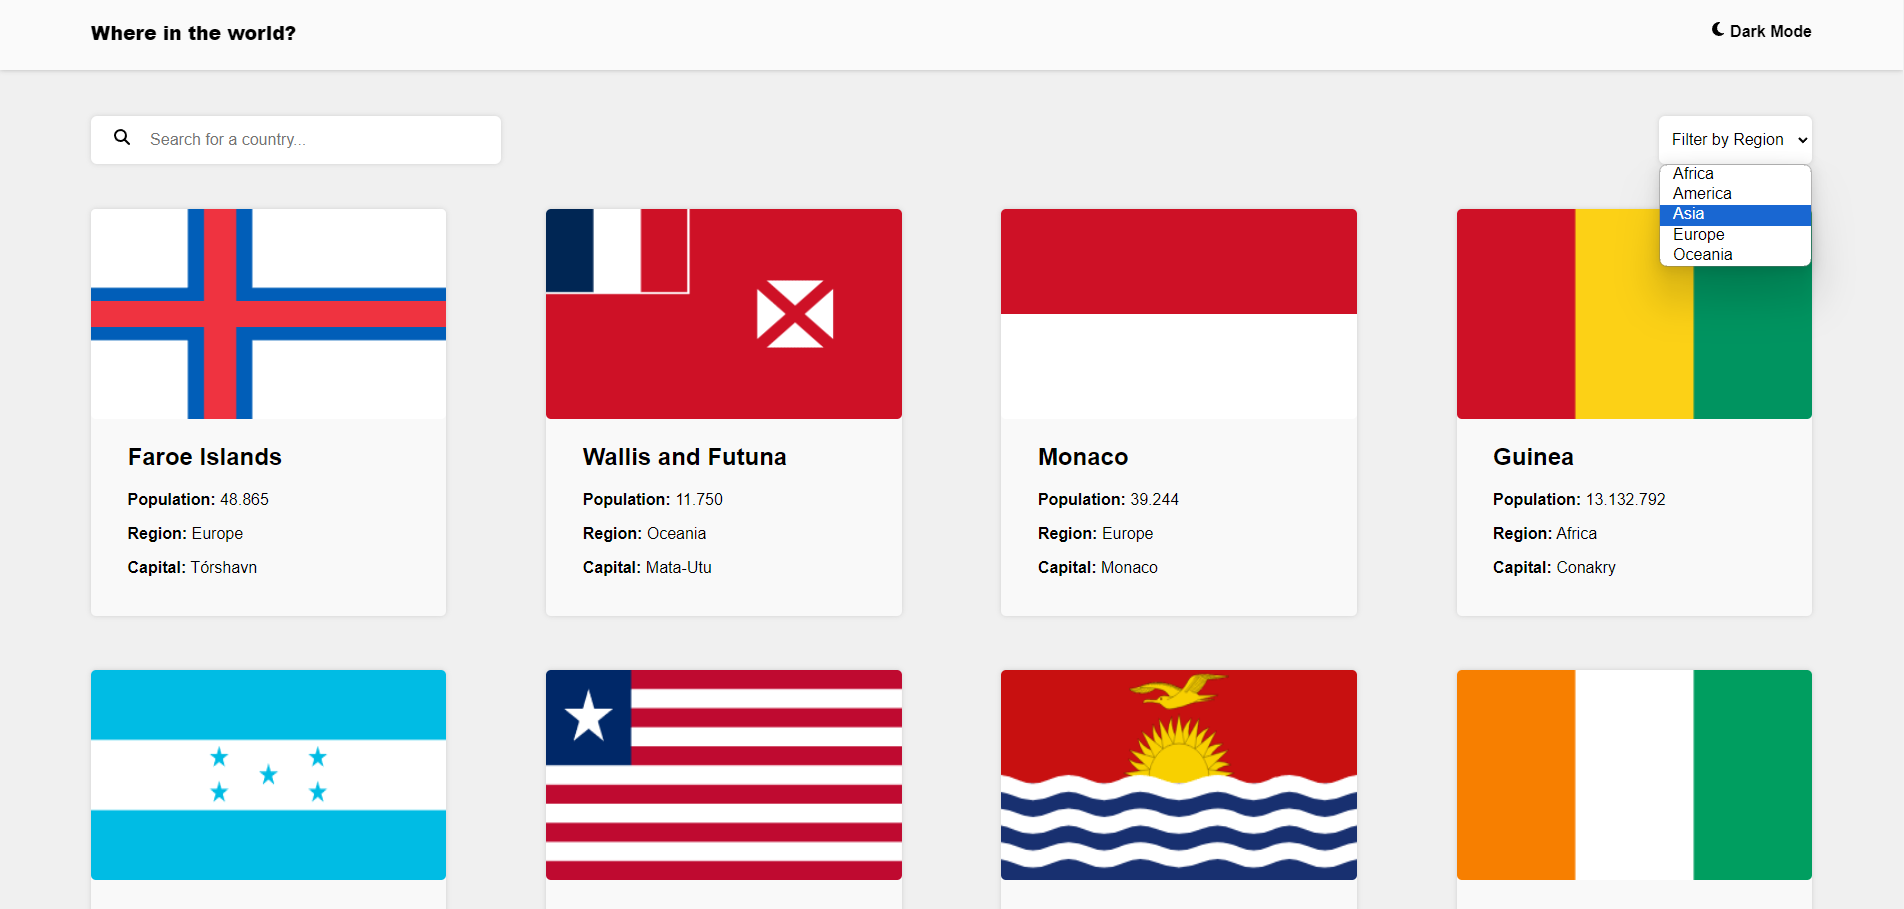 Where in the world?
Dark Mode
Search for a country...
Filter by Region
Africa
America
Asia
Europe
Oceania
Faroe Islands
Population: 48.865
Region: Europe
Capital: Tórshavn
Wallis and Futuna
Population: 11.750
Region: Oceania
Capital: Mata-Utu
Monaco
Population: 39.244
Region: Europe
Capital: Monaco
Guinea
Population: 13.132.792
Region: Africa
Capital: Conakry